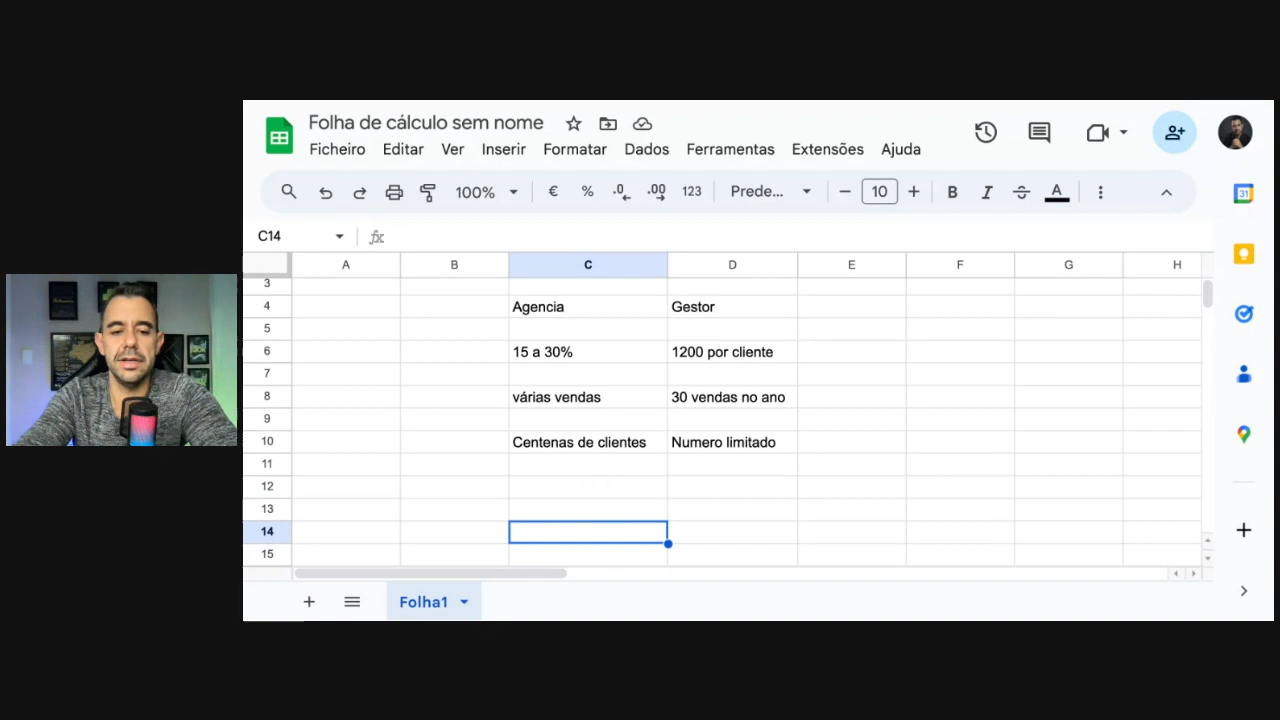 Folha de cálculo sem nome
Ficheiro Editar Ver Inserir Formatar Dados Ferramentas Extensões Ajuda
100% € % .0 .00 123 Prede... 10 B I A
31
C14 fx
A B C D E F G H
3
4 Agencia Gestor
5
6 15 a 30% 1200 por cliente
7
8 várias vendas 30 vendas no ano
9
10 Centenas de clientes Numero limitado
11
12
13
14
15
Folha1